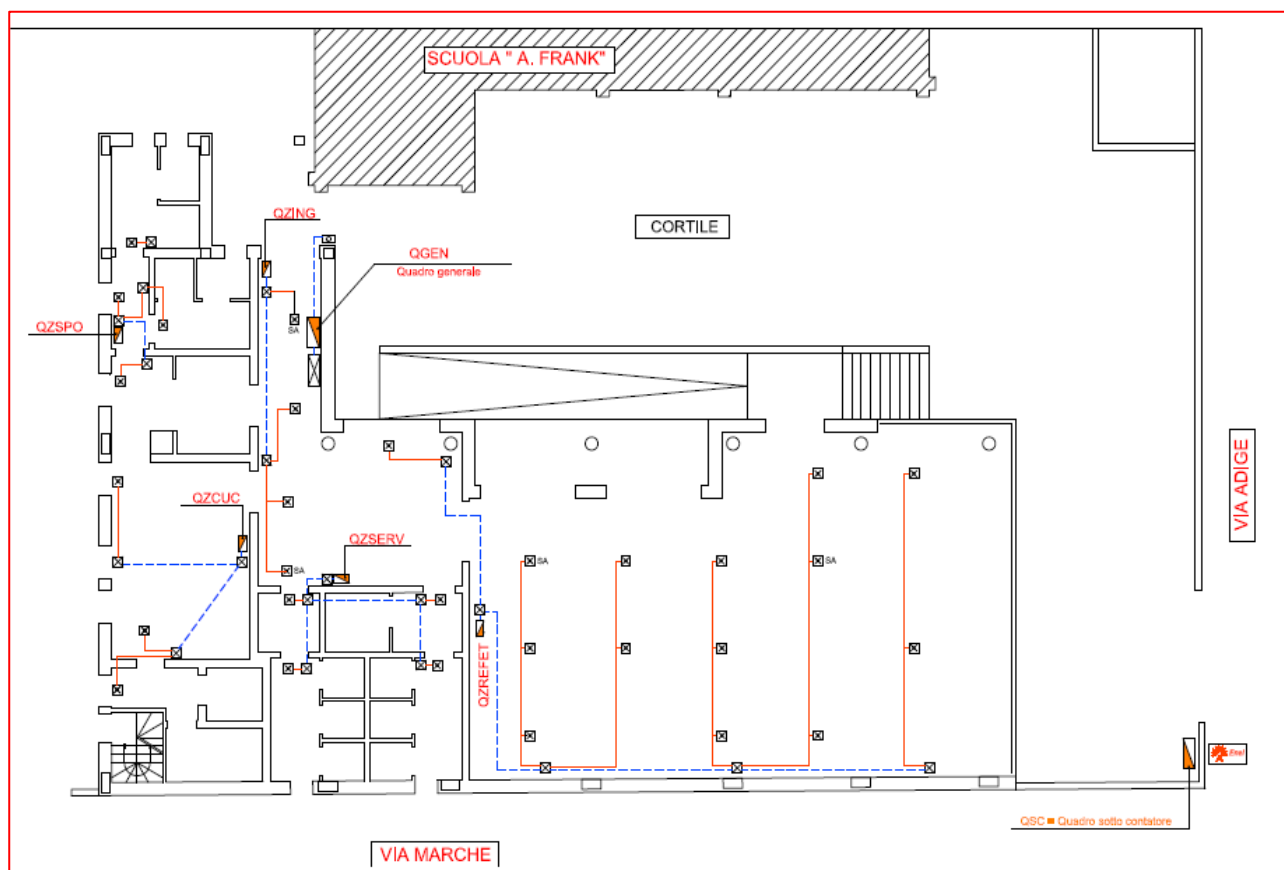 SCUOLA " A. FRANK"
QZING
CORTILE
QGEN
Quadro generale
SA
QZSPO
VIA ADIGE
QZCUC
QZSERV
SA
SA
SA
QZREFET
Enel
QSC = Quadro sotto contatore
VIA MARCHE